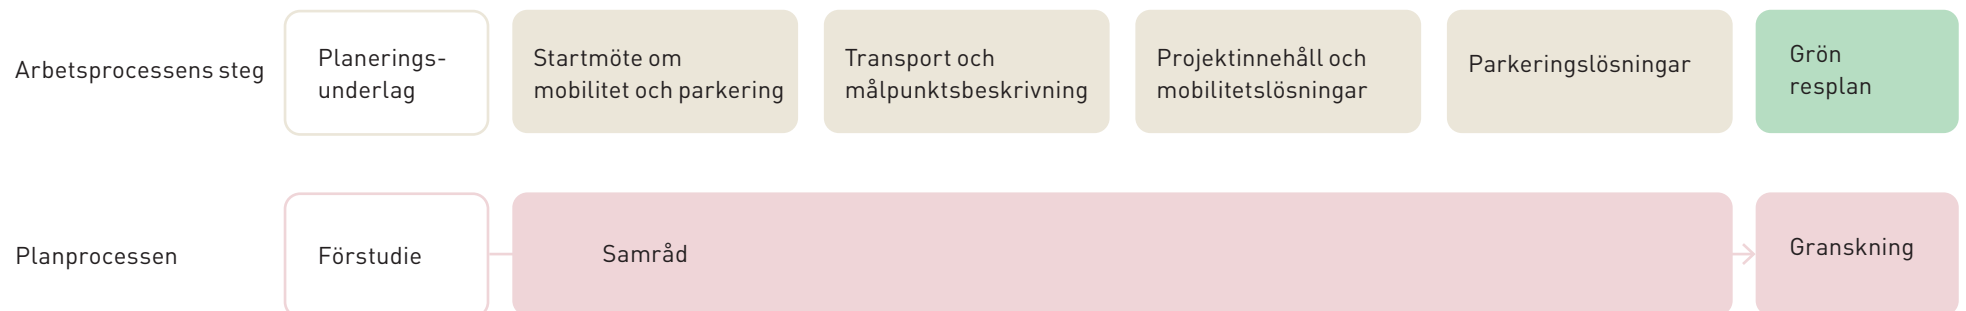 Arbetsprocessens steg
Planerings-
underlag
Startmöte om
mobilitet och parkering
Transport och
målpunktsbeskrivning
Projektinnehåll och
mobilitetslösningar
Parkeringslösningar
Grön
resplan
Planprocessen
Förstudie
Samråd
Granskning